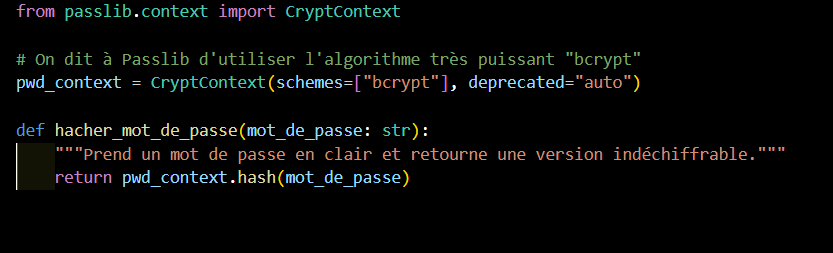 from passlib.context import CryptContext
# On dit à Passlib d'utiliser l'algorithme très puissant "bcrypt"
pwd_context = CryptContext(schemes=["bcrypt"], deprecated="auto")
def hacher_mot_de_passe(mot_de_passe: str):
"""Prend un mot de passe en clair et retourne une version indéchiffrable."""
return pwd_context.hash(mot_de_passe)